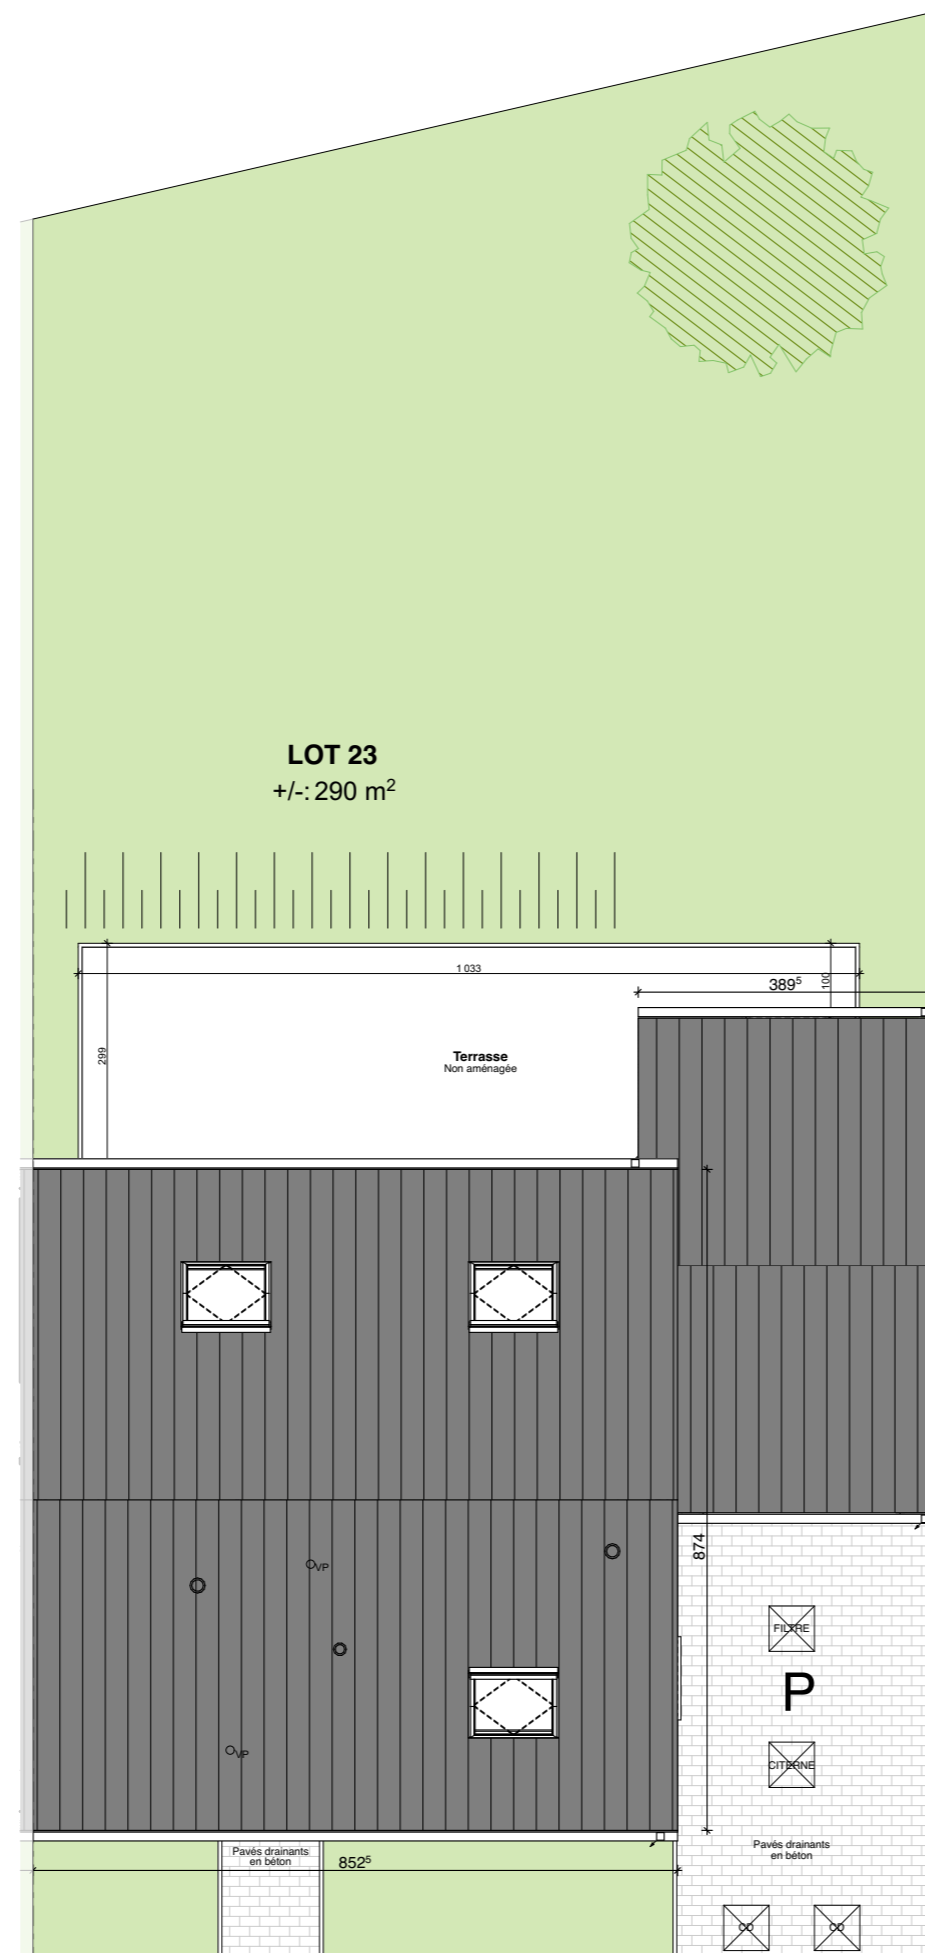 LOT 23
+/-: 290 m²
1 033
389⁵
100
299
Terrasse
Non aménagée
874
VP
FILTRE
P
VP
CITERNE
Pavés drainants
en béton
Pavés drainants
en béton
852⁵
CD
CD